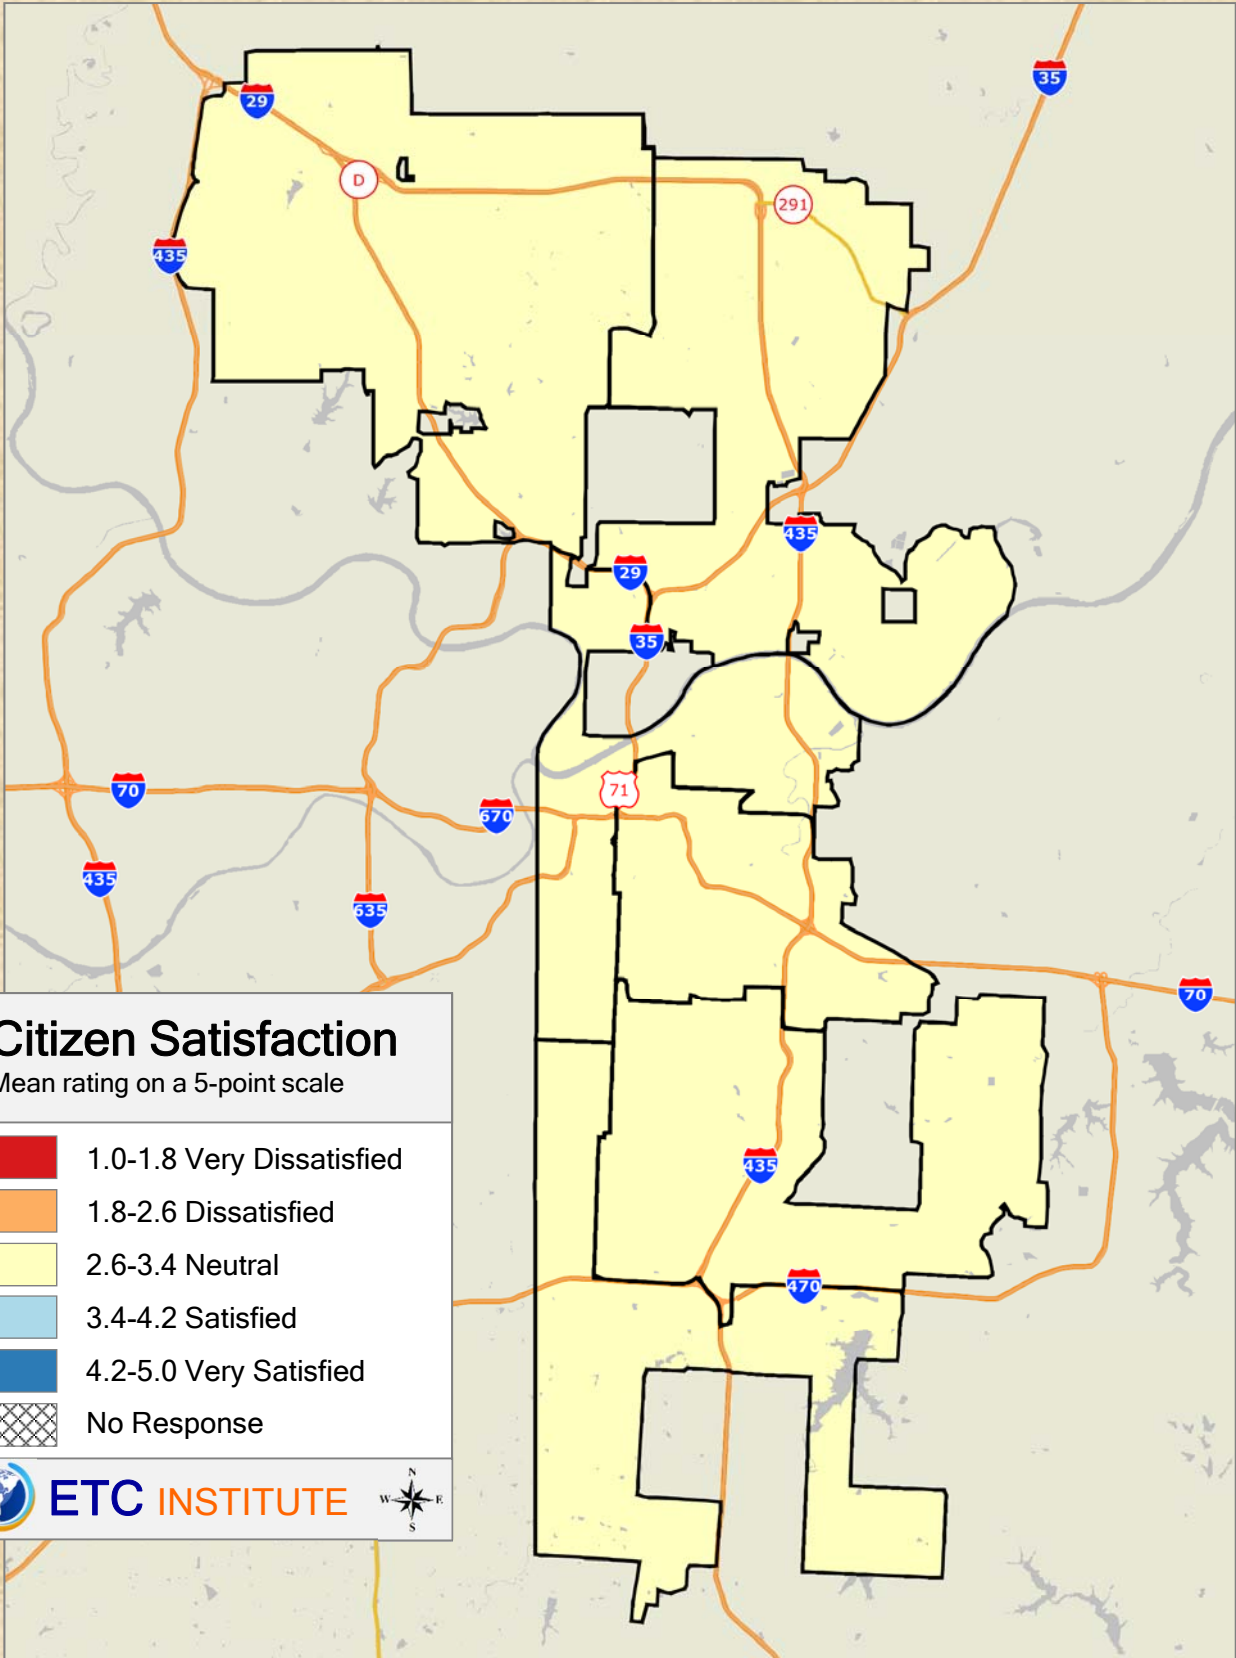 35
29
D
291
435
435
29
35
70
71
670
435
635
70
Citizen Satisfaction
Mean rating on a 5-point scale
1.0-1.8 Very Dissatisfied
435
1.8-2.6 Dissatisfied
2.6-3.4 Neutral
470
3.4-4.2 Satisfied
4.2-5.0 Very Satisfied
No Response
ETC INSTITUTE
N
W E
S